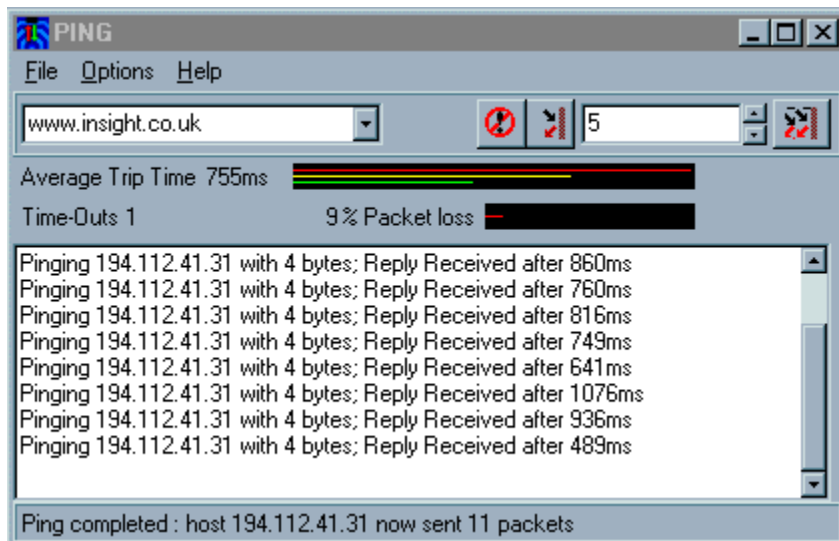 PING
File Options Help
www.insight.co.uk 5
Average Trip Time 755ms
Time-Outs 1 9% Packet loss
Pinging 194.112.41.31 with 4 bytes; Reply Received after 860ms
Pinging 194.112.41.31 with 4 bytes; Reply Received after 760ms
Pinging 194.112.41.31 with 4 bytes; Reply Received after 816ms
Pinging 194.112.41.31 with 4 bytes; Reply Received after 749ms
Pinging 194.112.41.31 with 4 bytes; Reply Received after 641ms
Pinging 194.112.41.31 with 4 bytes; Reply Received after 1076ms
Pinging 194.112.41.31 with 4 bytes; Reply Received after 936ms
Pinging 194.112.41.31 with 4 bytes; Reply Received after 489ms
Ping completed : host 194.112.41.31 now sent 11 packets